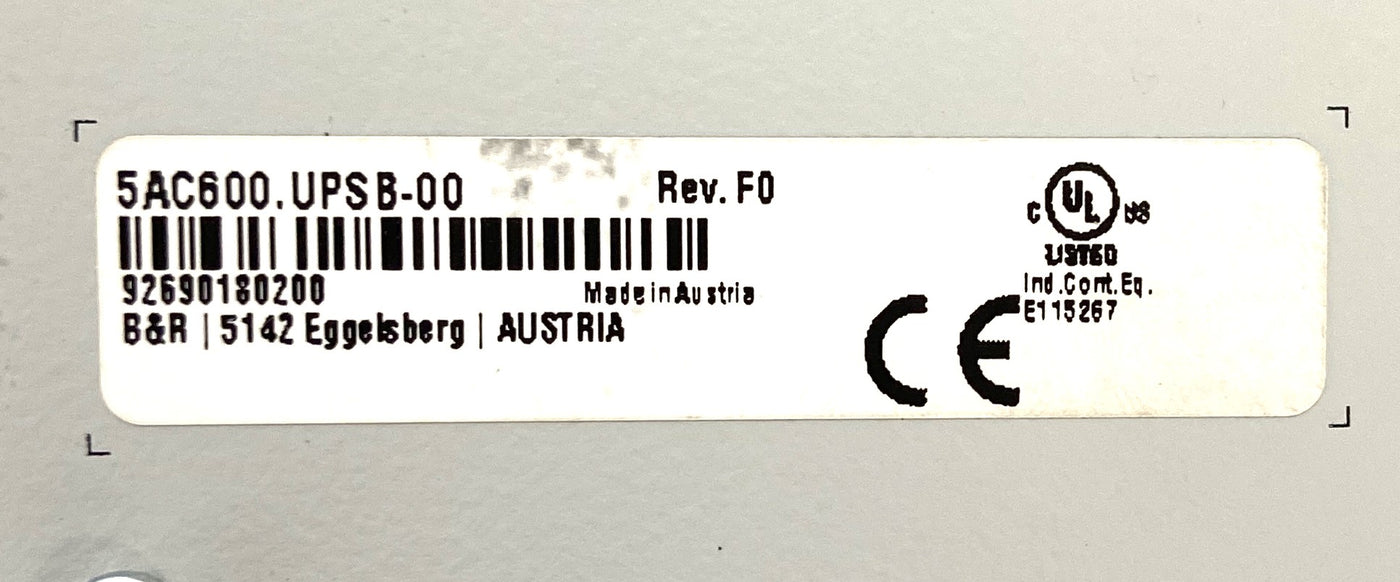 5AC600.UPSB-00 Rev. F0
92690180200 Made in Austria
B&R | 5142 Eggelsberg | AUSTRIA
C UL US
LISTED
Ind.Cont.Eq.
E115267
CE